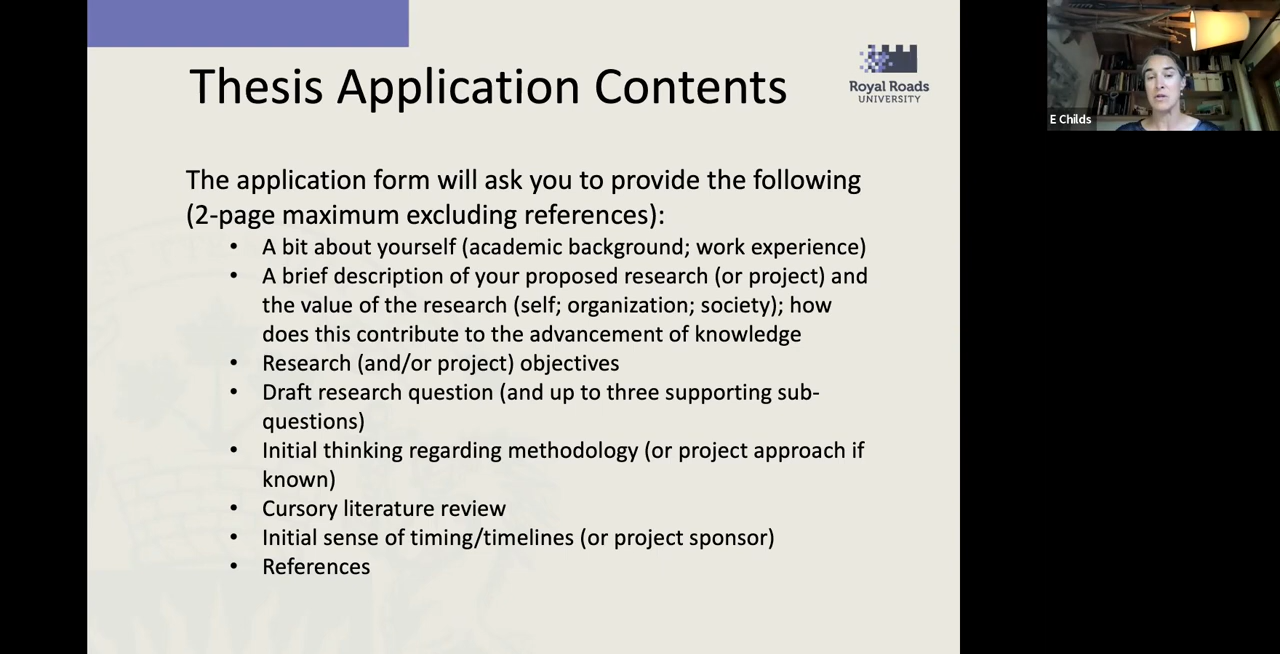 Thesis Application Contents
Royal Roads
UNIVERSITY
E Childs
The application form will ask you to provide the following
(2-page maximum excluding references):
• A bit about yourself (academic background; work experience)
• A brief description of your proposed research (or project) and
the value of the research (self; organization; society); how
does this contribute to the advancement of knowledge
• Research (and/or project) objectives
• Draft research question (and up to three supporting sub-
questions)
• Initial thinking regarding methodology (or project approach if
known)
• Cursory literature review
• Initial sense of timing/timelines (or project sponsor)
• References